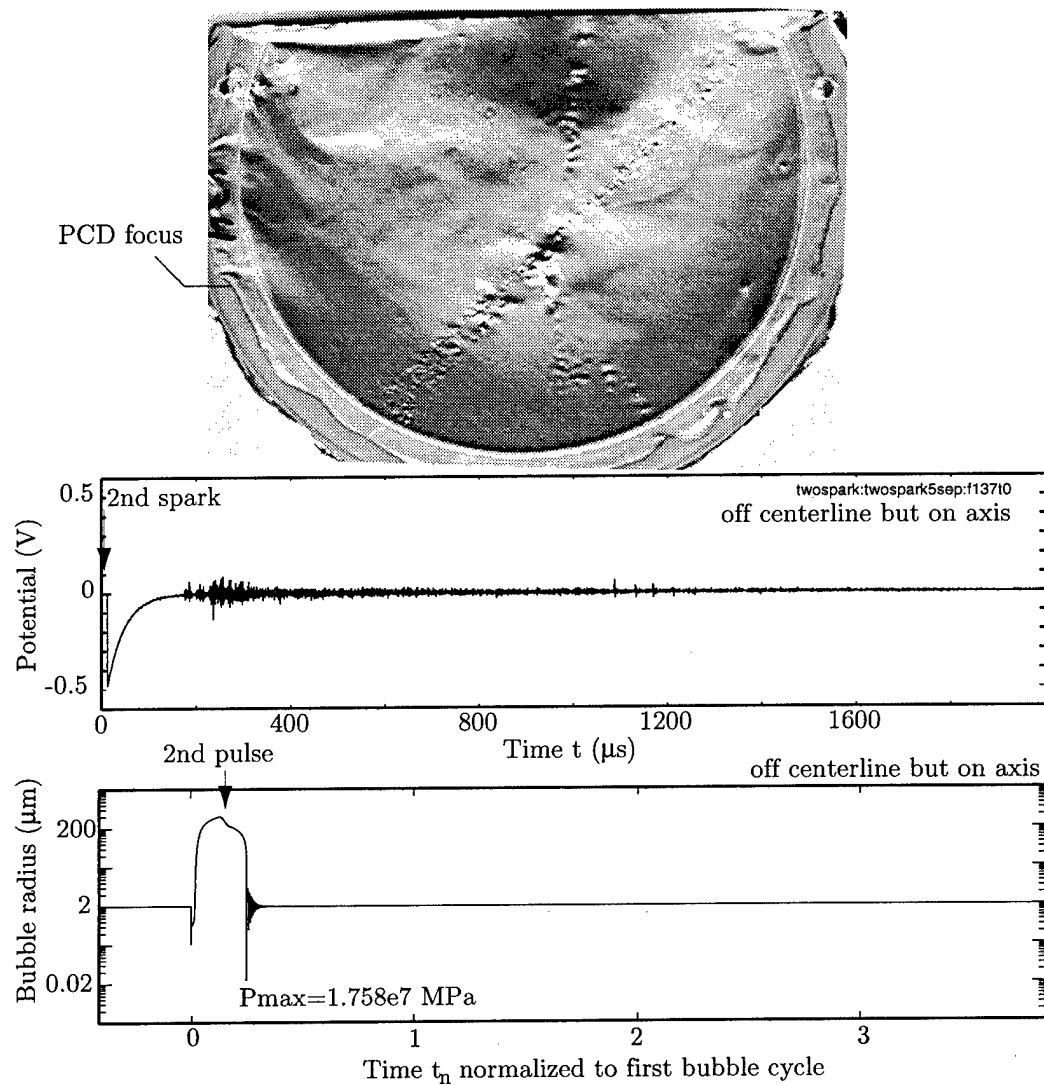 PCD focus
0.5
2nd spark
twospark:twospark5sep:f137t0
off centerline but on axis
Potential (V)
0
-0.5
0
400
800
1200
1600
Time t (μs)
2nd pulse
off centerline but on axis
Bubble radius (μm)
200
2
0.02
Pmax=1.758e7 MPa
0
1
2
3
Time tₙ normalized to first bubble cycle